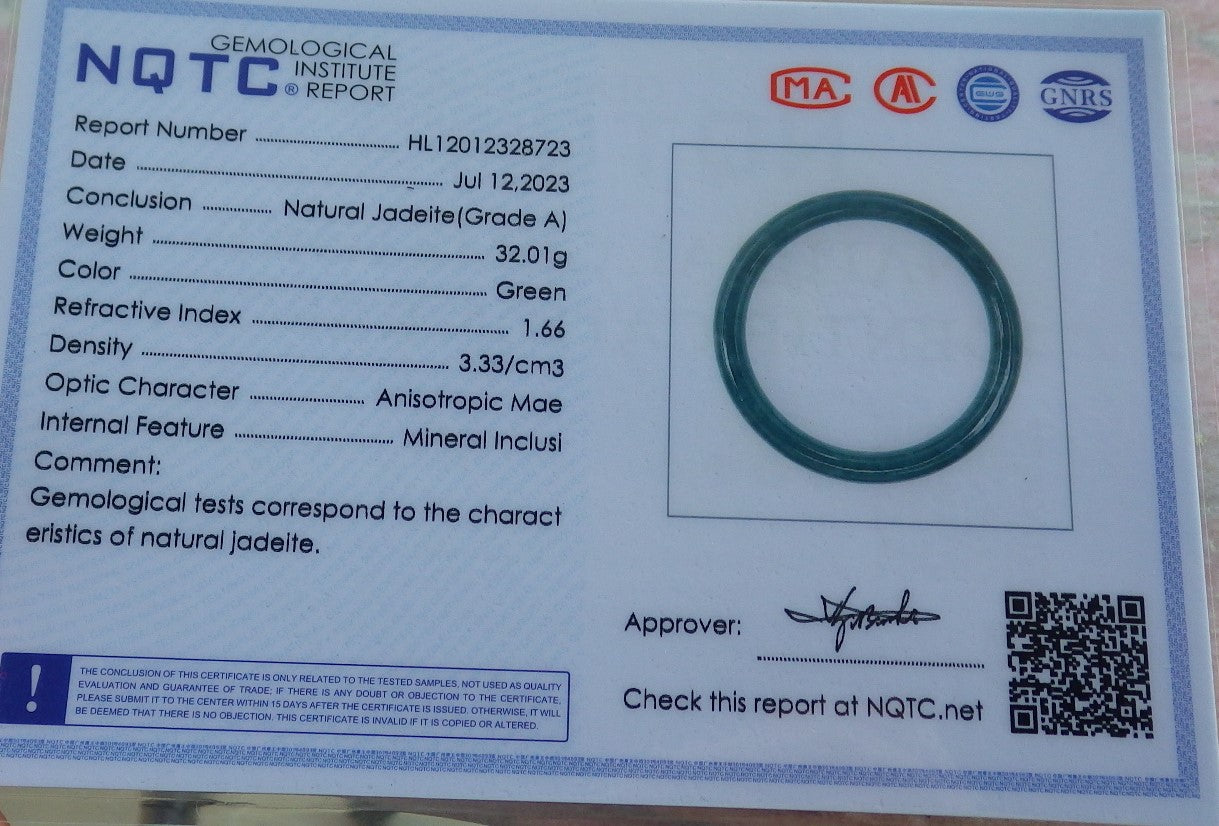 NQTC® GEMOLOGICAL
INSTITUTE
REPORT
MA
AL
GWS
GNRS
Report Number ........ HL12012328723
Date ........ Jul 12,2023
Conclusion ........ Natural Jadeite(Grade A)
Weight ........ 32.01g
Color ........ Green
Refractive Index ........ 1.66
Density ........ 3.33/cm3
Optic Character ........ Anisotropic Mae
Internal Feature ........ Mineral Inclusi
Comment:
Gemological tests correspond to the charact
eristics of natural jadeite.
Approver:
Check this report at NQTC.net
!
THE CONCLUSION OF THIS CERTIFICATE IS ONLY RELATED TO THE TESTED SAMPLES, NOT USED AS QUALITY
EVALUATION AND GUARANTEE OF TRADE; IF THERE IS ANY DOUBT OR OBJECTION TO THE CERTIFICATE,
PLEASE SUBMIT IT TO THE CENTER WITHIN 15 DAYS AFTER THE CERTIFICATE IS ISSUED. OTHERWISE, IT WILL
BE DEEMED THAT THERE IS NO OBJECTION. THIS CERTIFICATE IS INVALID IF IT IS COPIED OR ALTERED.